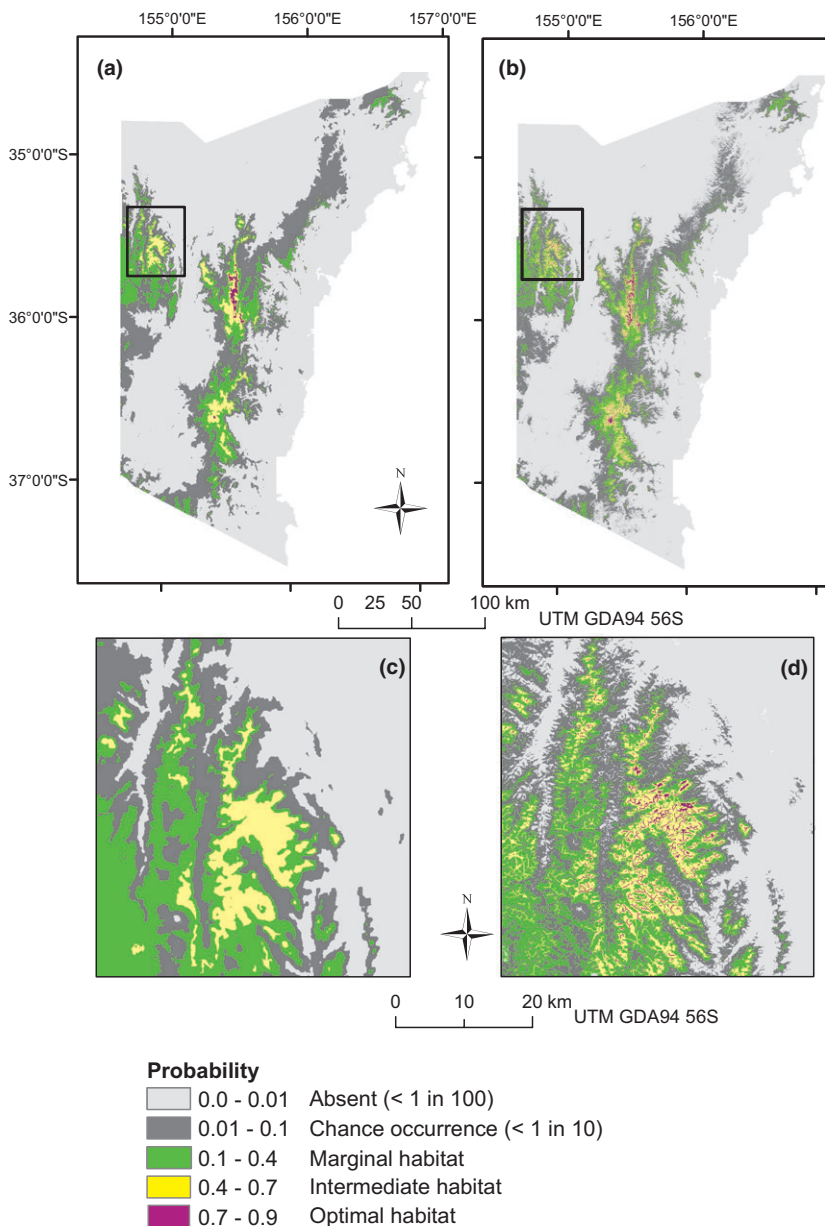 155°0'0"E 156°0'0"E 157°0'0"E 155°0'0"E 156°0'0"E
(a) (b)
35°0'0"S
36°0'0"S
37°0'0"S
N
0 25 50 100 km
UTM GDA94 56S
(c) (d)
N
0 10 20 km
UTM GDA94 56S
Probability
0.0 - 0.01 Absent (< 1 in 100)
0.01 - 0.1 Chance occurrence (< 1 in 10)
0.1 - 0.4 Marginal habitat
0.4 - 0.7 Intermediate habitat
0.7 - 0.9 Optimal habitat